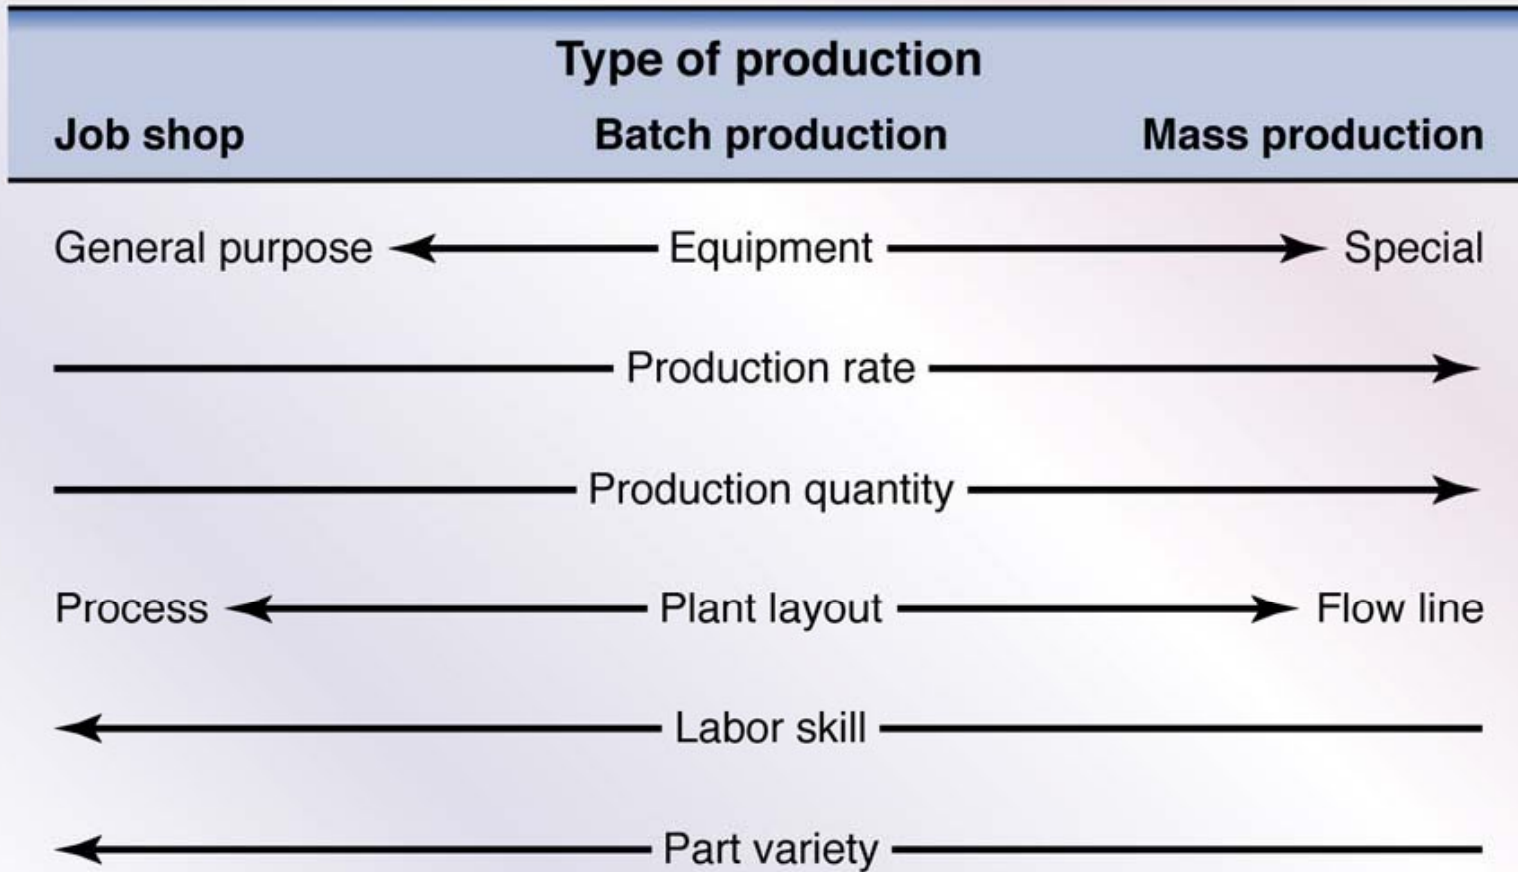 Type of production
Job shop Batch production Mass production
General purpose Equipment Special
Production rate
Production quantity
Process Plant layout Flow line
Labor skill
Part variety